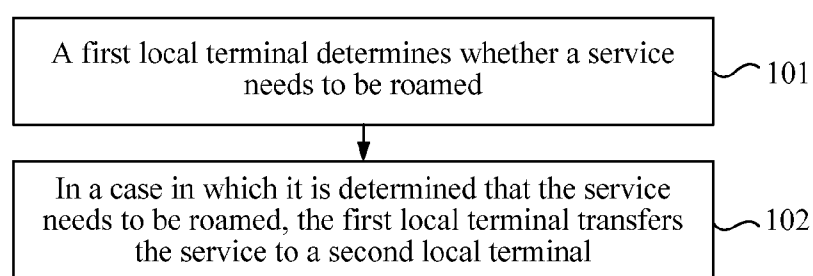 A first local terminal determines whether a service
needs to be roamed
101
In a case in which it is determined that the service
needs to be roamed, the first local terminal transfers
the service to a second local terminal
102